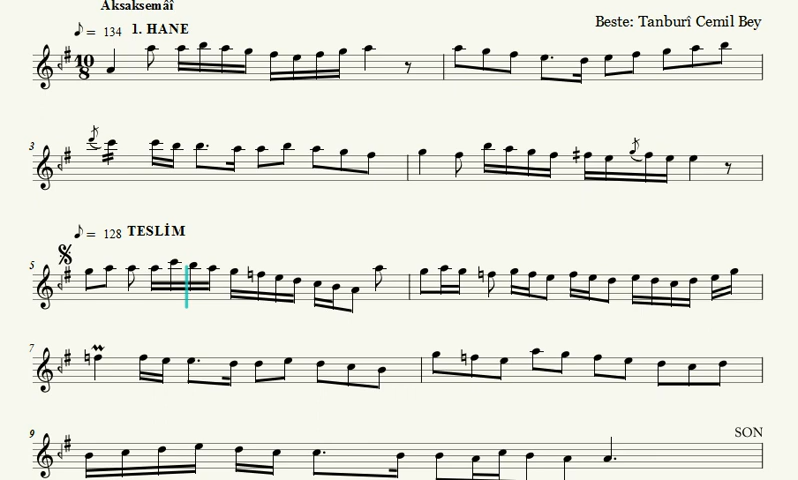 Aksaksemâî
= 134 1. HANE
Beste: Tanburî Cemil Bey
10
8
3
= 128 TESLİM
5
7
9
SON